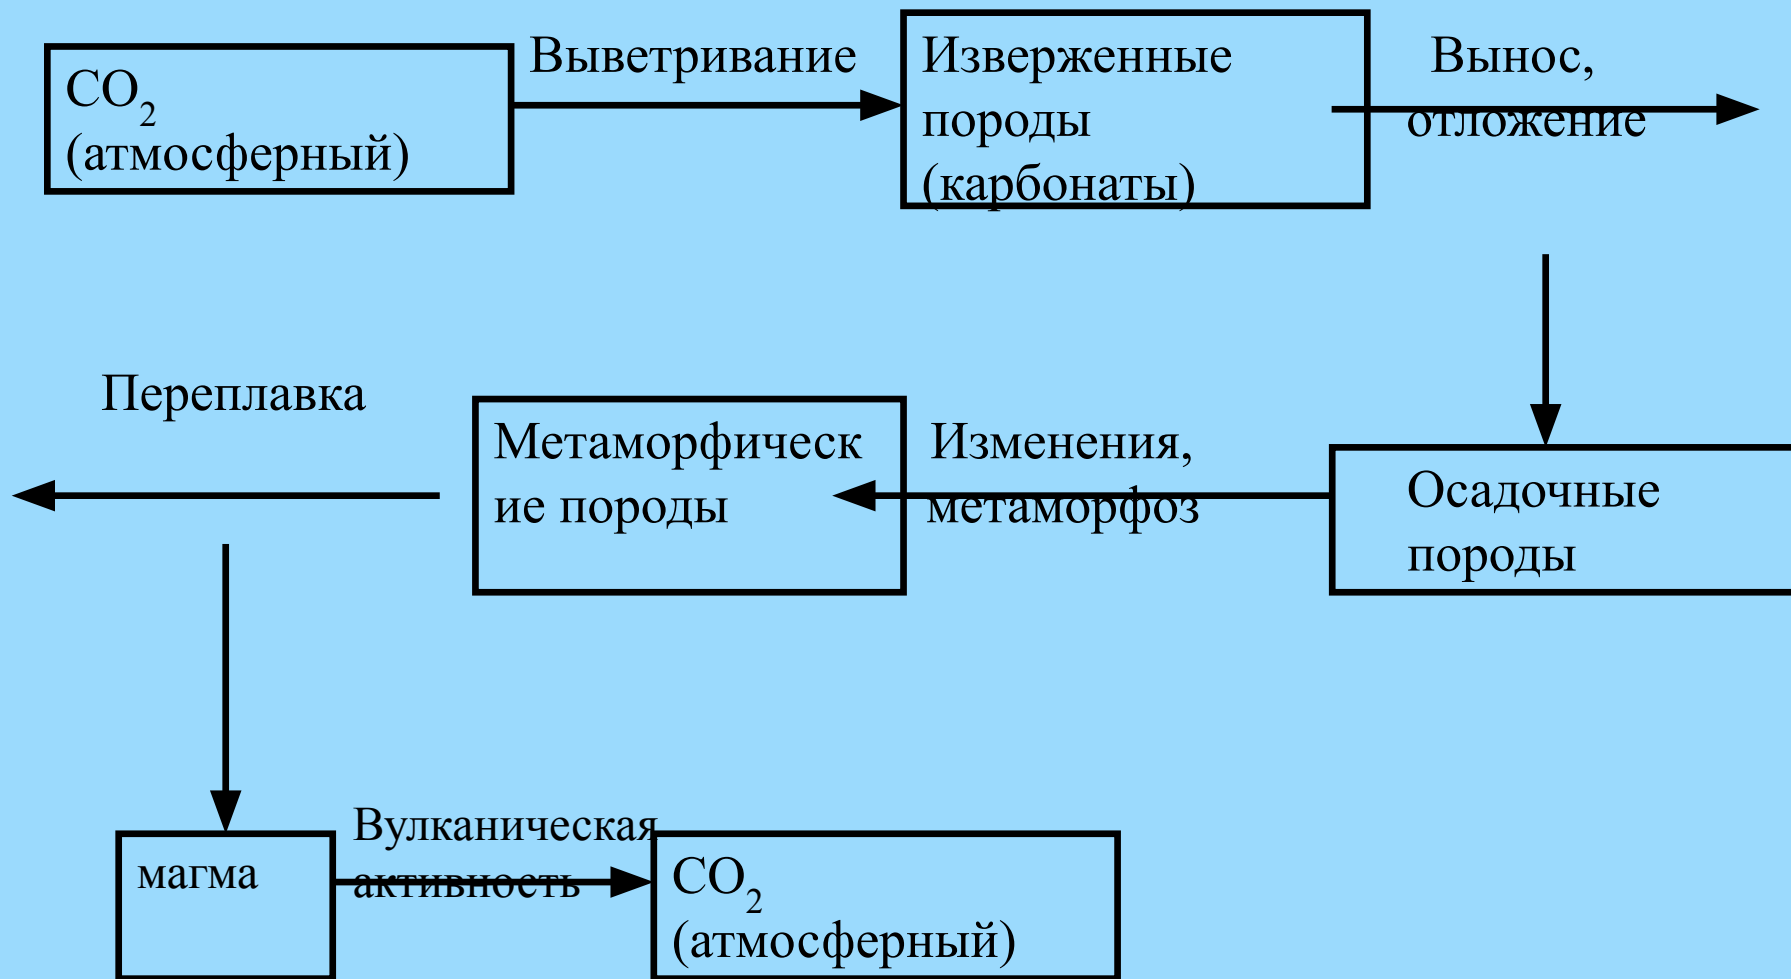 CO2
(атмосферный)
Выветривание
Изверженные
породы
(карбонаты)
Вынос,
отложение
Переплавка
Метаморфическ
ие породы
Изменения,
метаморфоз
Осадочные
породы
магма
Вулканическая
активность
CO2
(атмосферный)